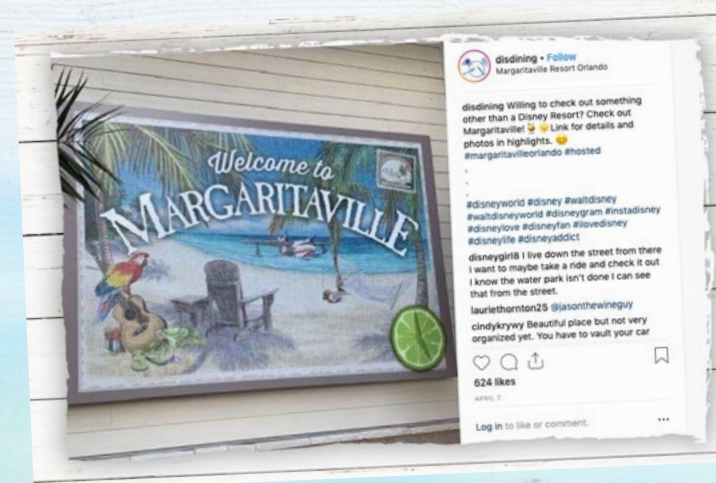 Welcome to
MARGARITAVILLE
disdining • Follow
Margaritaville Resort Orlando
disdining Willing to check out something
other than a Disney Resort? Check out
Margaritaville! 🍹 ☀️ Link for details and
photos in highlights. 😊
#margaritavilleorlando #hosted
.
.
.
#disneyworld #disney #waltdisney
#waltdisneyworld #disneygram #instadisney
#disneylove #disneyfan #ilovedisney
#disneylife #disneyaddict
disneygirl8 I live down the street from there
I want to maybe take a ride and check it out
I know the water park isn't done I can see
that from the street.
lauriethornton25 @jasonthewineguy
cindykrywy Beautiful place but not very
organized yet. You have to vault your car
624 likes
APRIL 7
Log in to like or comment.